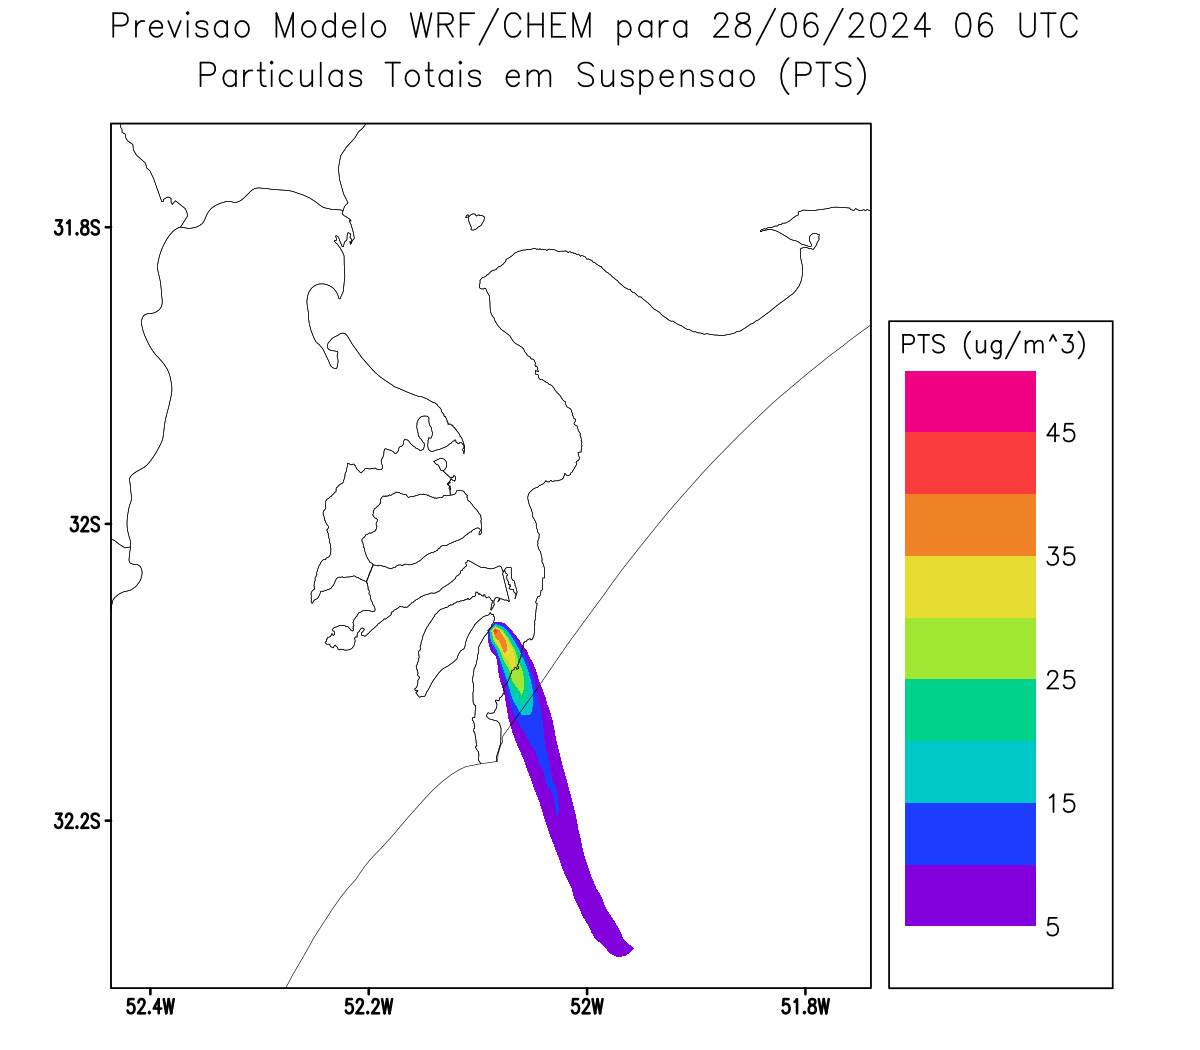 Previsao Modelo WRF/CHEM para 28/06/2024 06 UTC
Particulas Totais em Suspensao (PTS)
31.8S
32S
32.2S
52.4W
52.2W
52W
51.8W
PTS (ug/m^3)
45
35
25
15
5